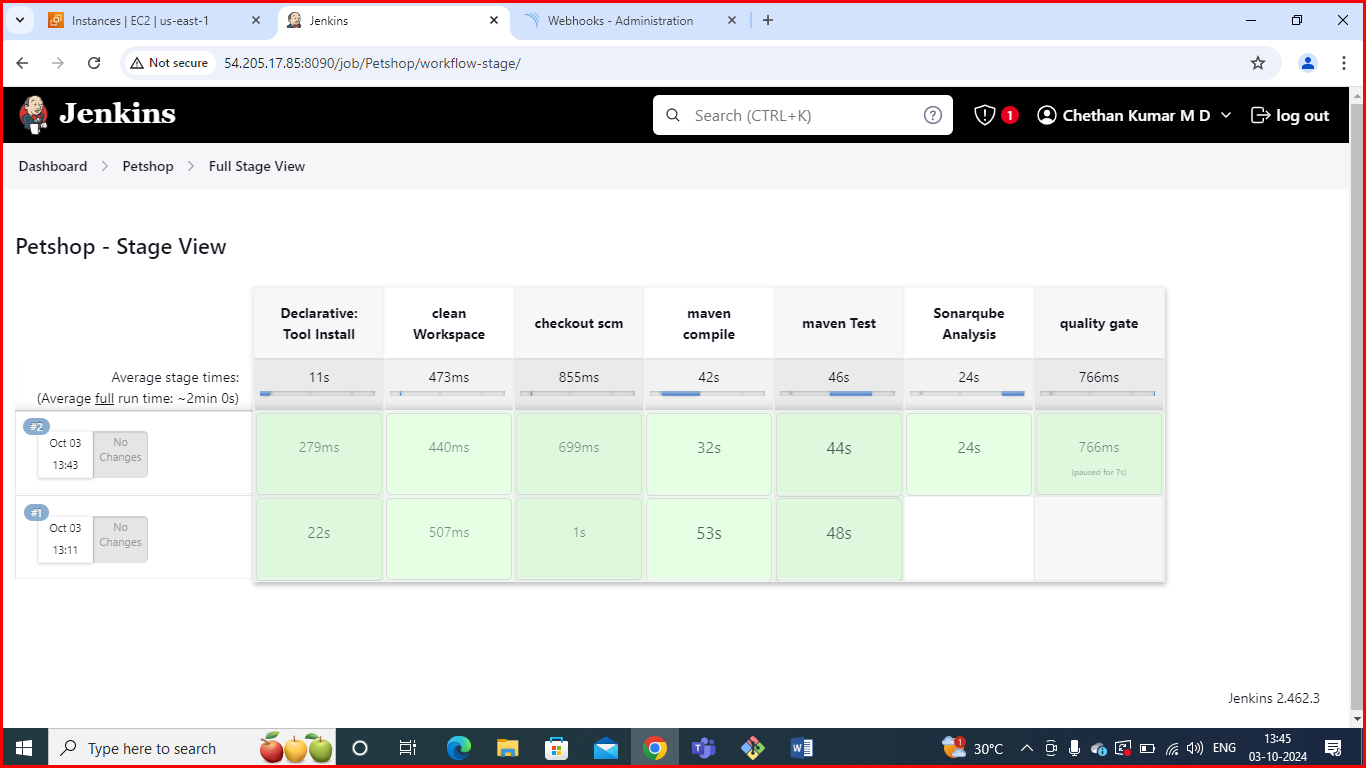 Instances | EC2 | us-east-1
Jenkins
Webhooks - Administration
Not secure
54.205.17.85:8090/job/Petshop/workflow-stage/
Jenkins
Search (CTRL+K)
1
Chethan Kumar M D
log out
Dashboard
Petshop
Full Stage View
Petshop - Stage View
Declarative:
Tool Install
clean
Workspace
checkout scm
maven
compile
maven Test
Sonarqube
Analysis
quality gate
Average stage times:
(Average full run time: ~2min 0s)
11s
473ms
855ms
42s
46s
24s
766ms
#2
Oct 03
13:43
No
Changes
279ms
440ms
699ms
32s
44s
24s
766ms
(paused for 7s)
#1
Oct 03
13:11
No
Changes
22s
507ms
1s
53s
48s
Jenkins 2.462.3
Type here to search
1
30°C
ENG
13:45
03-10-2024